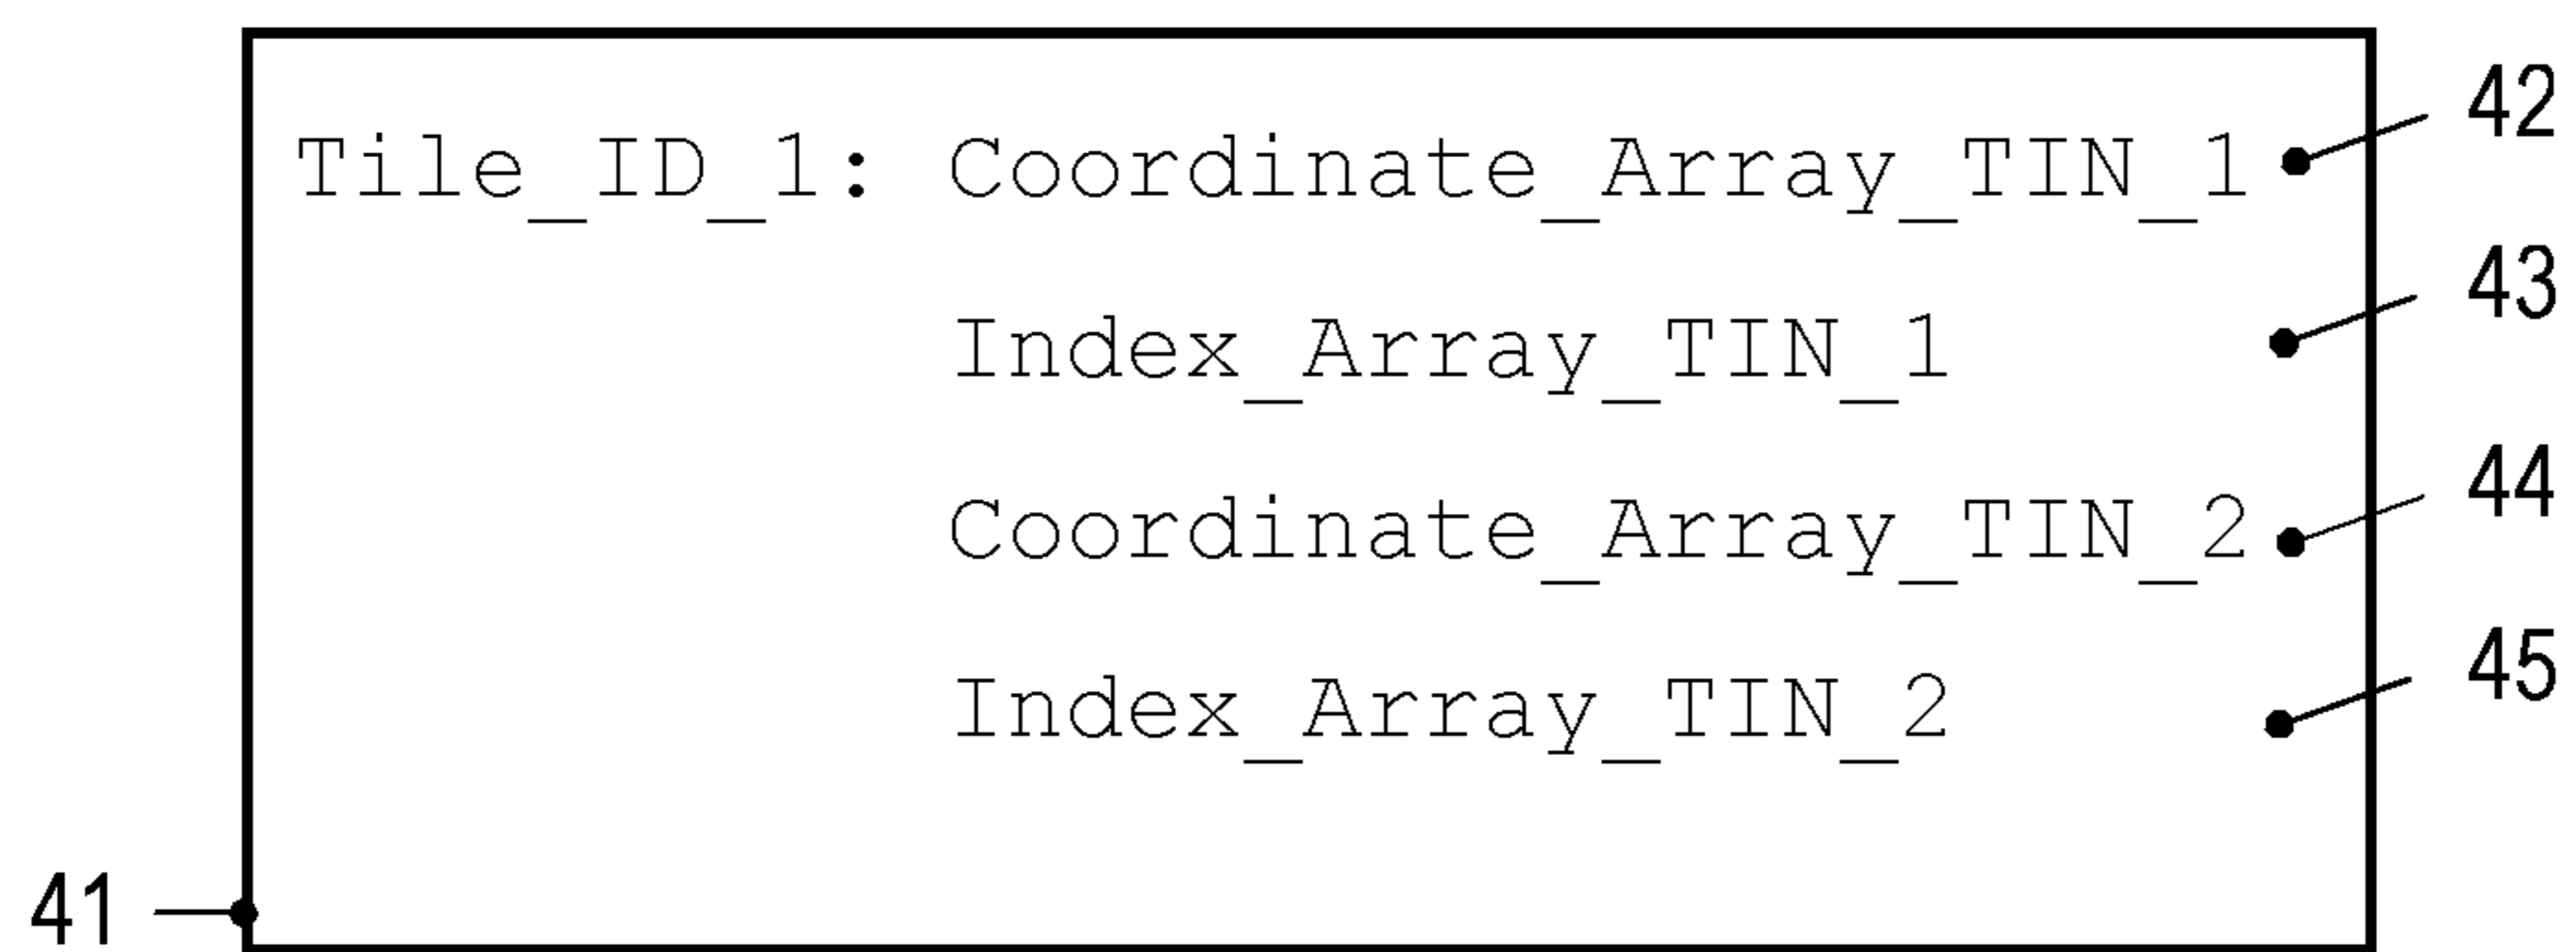 Tile_ID_1: Coordinate_Array_TIN_1 42
Index_Array_TIN_1 43
Coordinate_Array_TIN_2 44
Index_Array_TIN_2 45
41